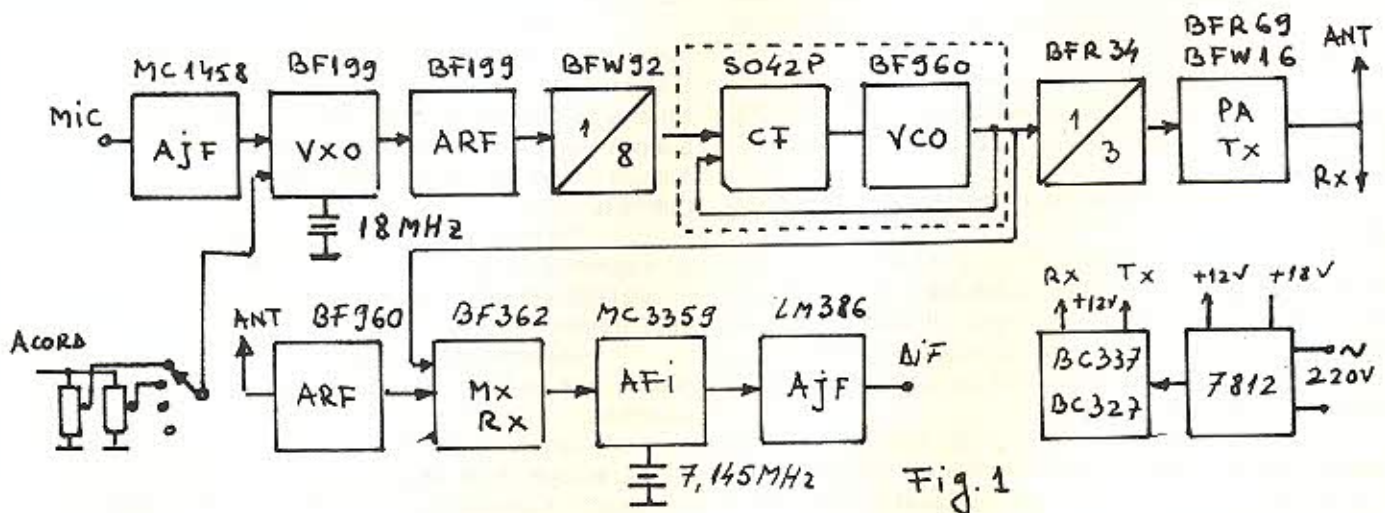 MC1458 BF199 BF199 BFW92 SO42P BF960 BFR34 BFR69
BFW16
ANT
MiC
AjF
VXO
ARF
1
8
CF
VCO
1
3
PA
Tx
Rx
18 MHz
ACORD
ANT
BF960 BF362 MC3359 LM386
ARF
Mx
Rx
AFi
AjF
AjF
7,145MHz
Rx Tx +12V +18V
+12V
BC337
BC327
7812
~
220V
Fig. 1